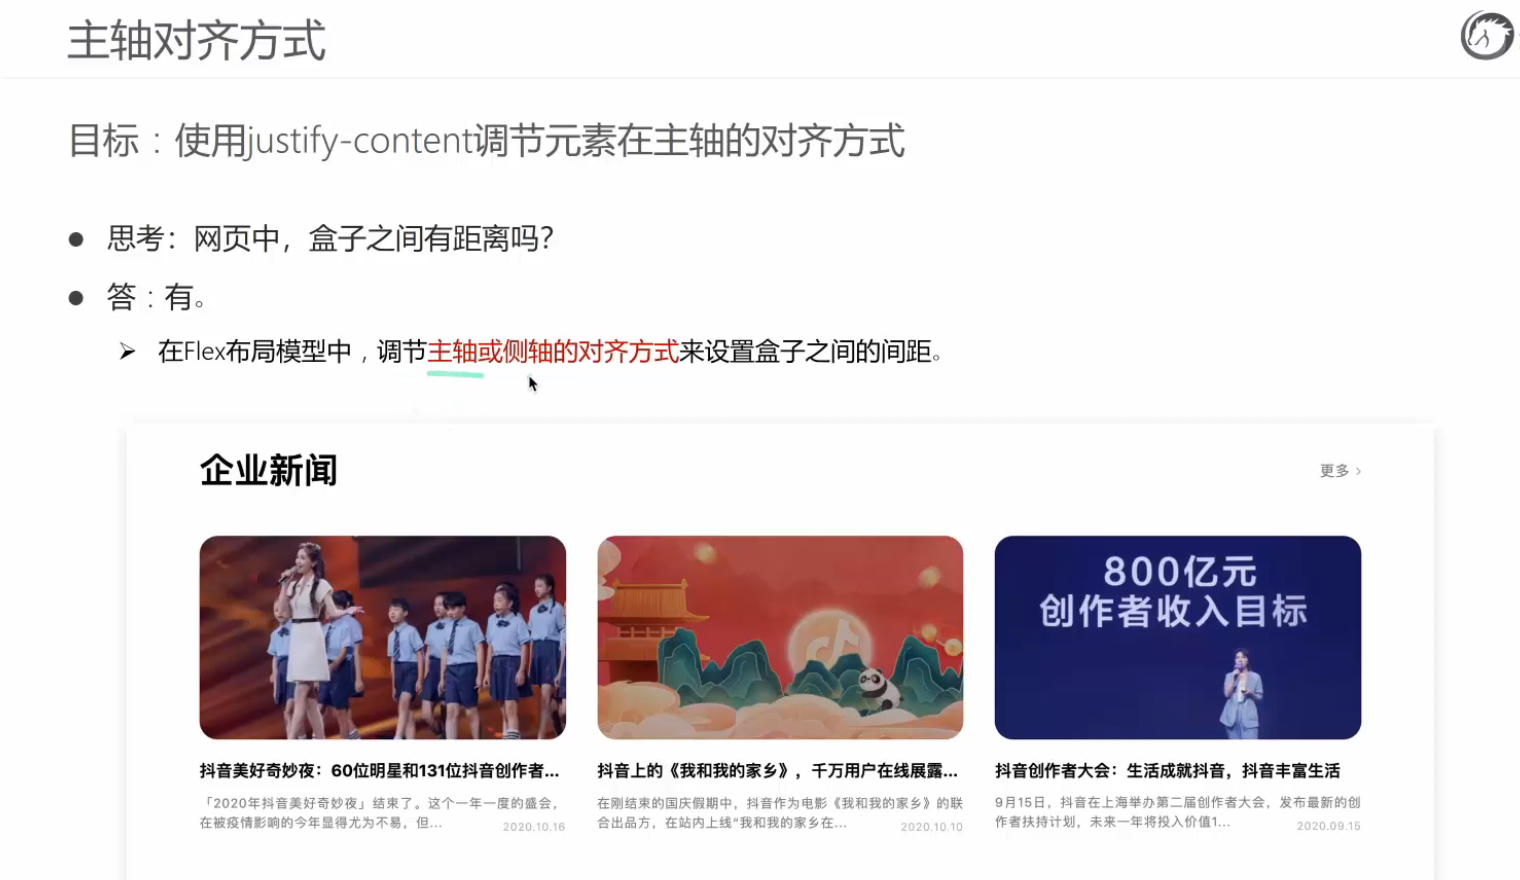 主轴对齐方式
目标：使用justify-content调节元素在主轴的对齐方式
思考：网页中，盒子之间有距离吗？
答：有。
在Flex布局模型中，调节主轴或侧轴的对齐方式来设置盒子之间的间距。
企业新闻
更多 ›
800亿元
创作者收入目标
抖音美好奇妙夜：60位明星和131位抖音创作者...
「2020年抖音美好奇妙夜」结束了。这个一年一度的盛会，
在被疫情影响的今年显得尤为不易，但...
2020.10.16
抖音上的《我和我的家乡》，千万用户在线展露...
在刚结束的国庆假期中，抖音作为电影《我和我的家乡》的联
合出品方，在站内上线“我和我的家乡在...
2020.10.10
抖音创作者大会：生活成就抖音，抖音丰富生活
9月15日，抖音在上海举办第二届创作者大会，发布最新的创
作者扶持计划，未来一年将投入价值1...
2020.09.15